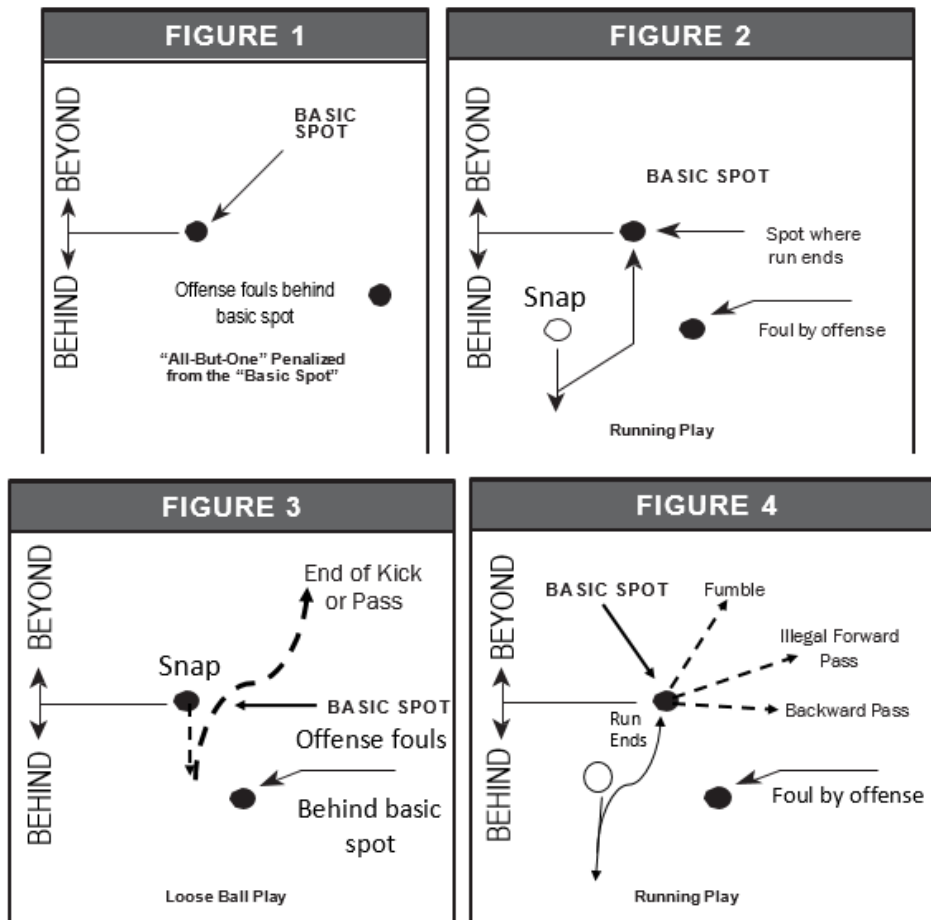 FIGURE 1
BASIC
SPOT
BEYOND
BEHIND
Offense fouls behind
basic spot
“All-But-One” Penalized
from the “Basic Spot”
FIGURE 2
BEYOND
BASIC SPOT
Spot where
run ends
BEHIND
Snap
Foul by offense
Running Play
FIGURE 3
BEYOND
End of Kick
or Pass
Snap
BASIC SPOT
Offense fouls
BEHIND
Behind basic
spot
Loose Ball Play
FIGURE 4
BEYOND
BASIC SPOT
Fumble
Illegal Forward
Pass
Backward Pass
Run
Ends
BEHIND
Foul by offense
Running Play